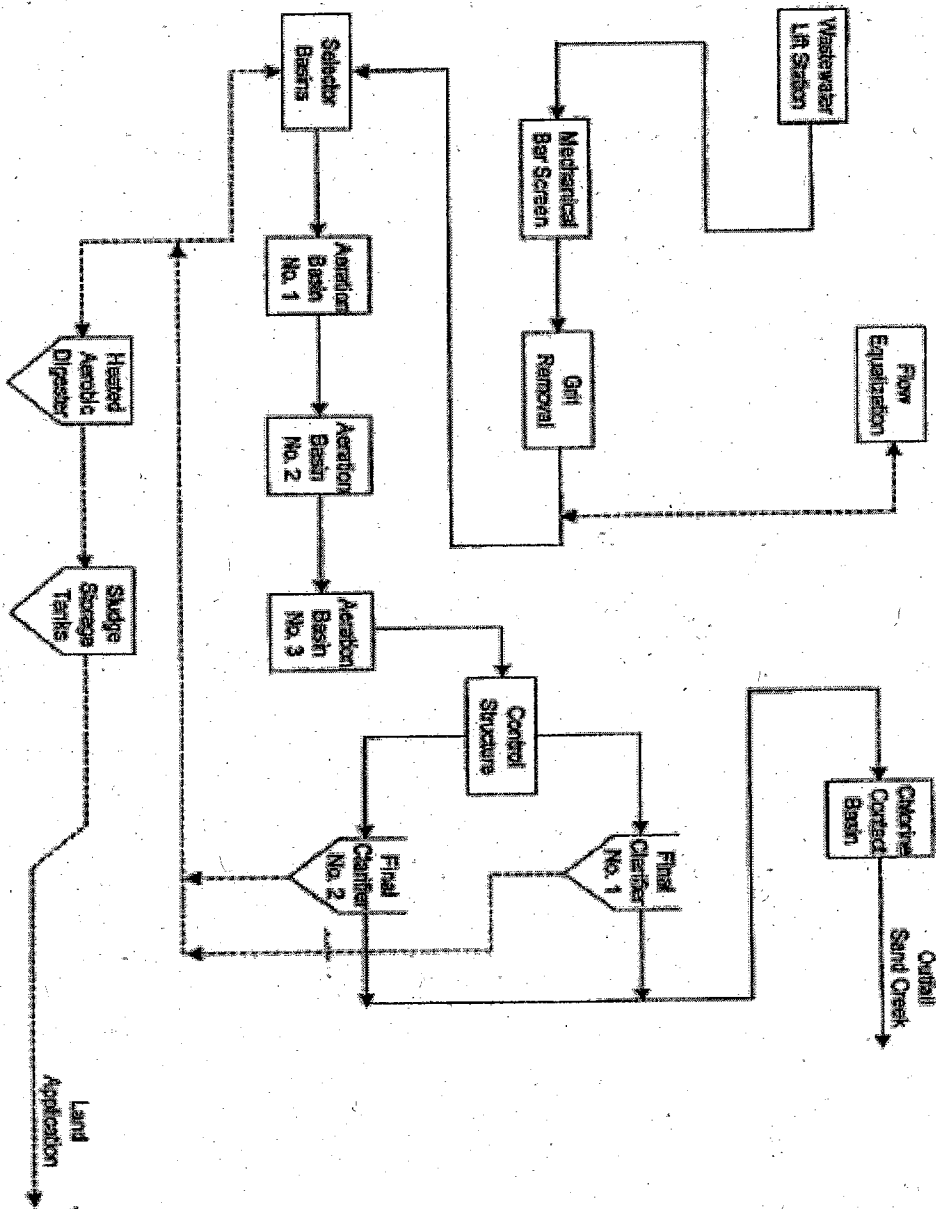 Wastewater
Lift Station
Flow
Equalization
Mechanical
Bar Screen
Grit
Removal
Selector
Basins
Aeration
Basin
No. 1
Aeration
Basin
No. 2
Aeration
Basin
No. 3
Control
Structure
Final
Clarifier
No. 1
Final
Clarifier
No. 2
Chlorine
Contact
Basin
Outfall
Sand Creek
Heated
Aerobic
Digester
Sludge
Storage
Tanks
Land
Application